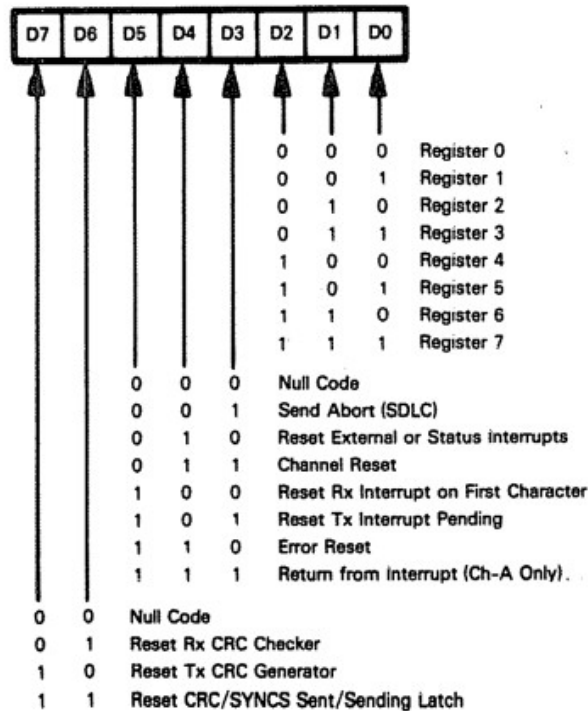 D7 D6 D5 D4 D3 D2 D1 D0
0 0 0 Register 0
0 0 1 Register 1
0 1 0 Register 2
0 1 1 Register 3
1 0 0 Register 4
1 0 1 Register 5
1 1 0 Register 6
1 1 1 Register 7
0 0 0 Null Code
0 0 1 Send Abort (SDLC)
0 1 0 Reset External or Status Interrupts
0 1 1 Channel Reset
1 0 0 Reset Rx Interrupt on First Character
1 0 1 Reset Tx Interrupt Pending
1 1 0 Error Reset
1 1 1 Return from Interrupt (Ch-A Only).
0 0 Null Code
0 1 Reset Rx CRC Checker
1 0 Reset Tx CRC Generator
1 1 Reset CRC/SYNCS Sent/Sending Latch